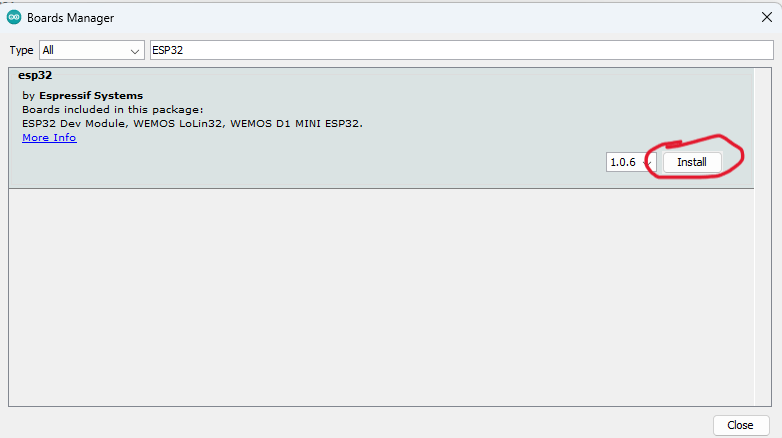 Boards Manager
Type All ESP32
esp32
by Espressif Systems
Boards included in this package:
ESP32 Dev Module, WEMOS LoLin32, WEMOS D1 MINI ESP32.
More Info
1.0.6 Install
Close